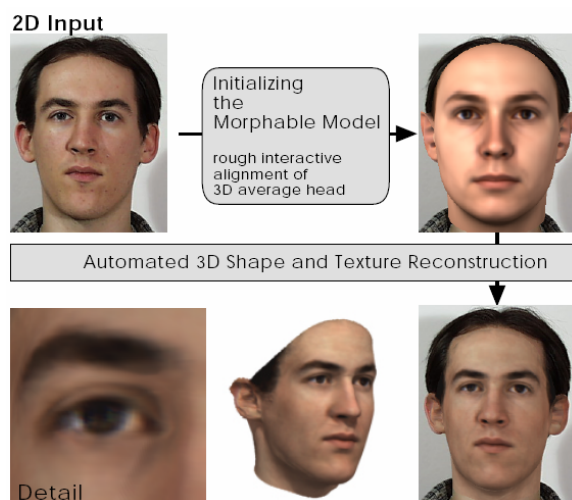 2D Input
Initializing
the
Morphable Model
rough interactive
alignment of
3D average head
Automated 3D Shape and Texture Reconstruction
Detail